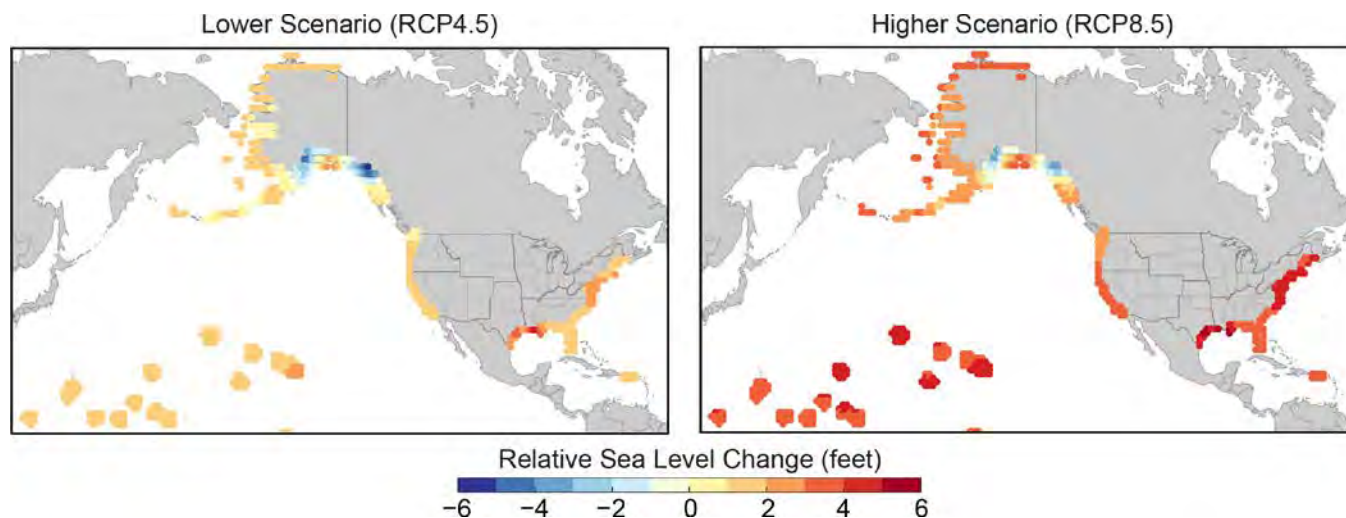 Lower Scenario (RCP4.5)
Higher Scenario (RCP8.5)
Relative Sea Level Change (feet)
−6 −4 −2 0 2 4 6